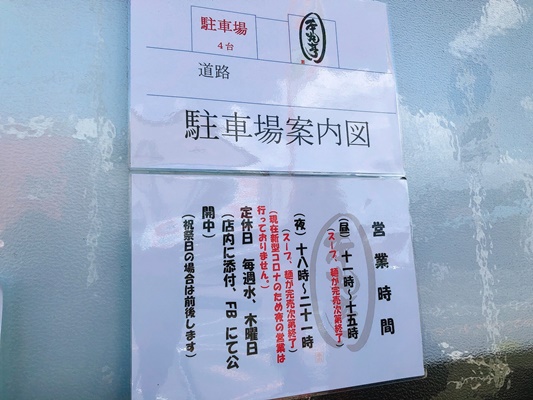 駐車場
4台
道路
駐車場案内図
営業時間
(昼)十一時~十五時
(スープ、麺が完売次第終了)
(夜)十八時~二十一時
(スープ、麺が完売次第終了)
(現在新型コロナのため夜の営業は
行っておりません。)
定休日 毎週水、木曜日
(店内に添付、FBにて公
開中)
(祝祭日の場合は前後します)